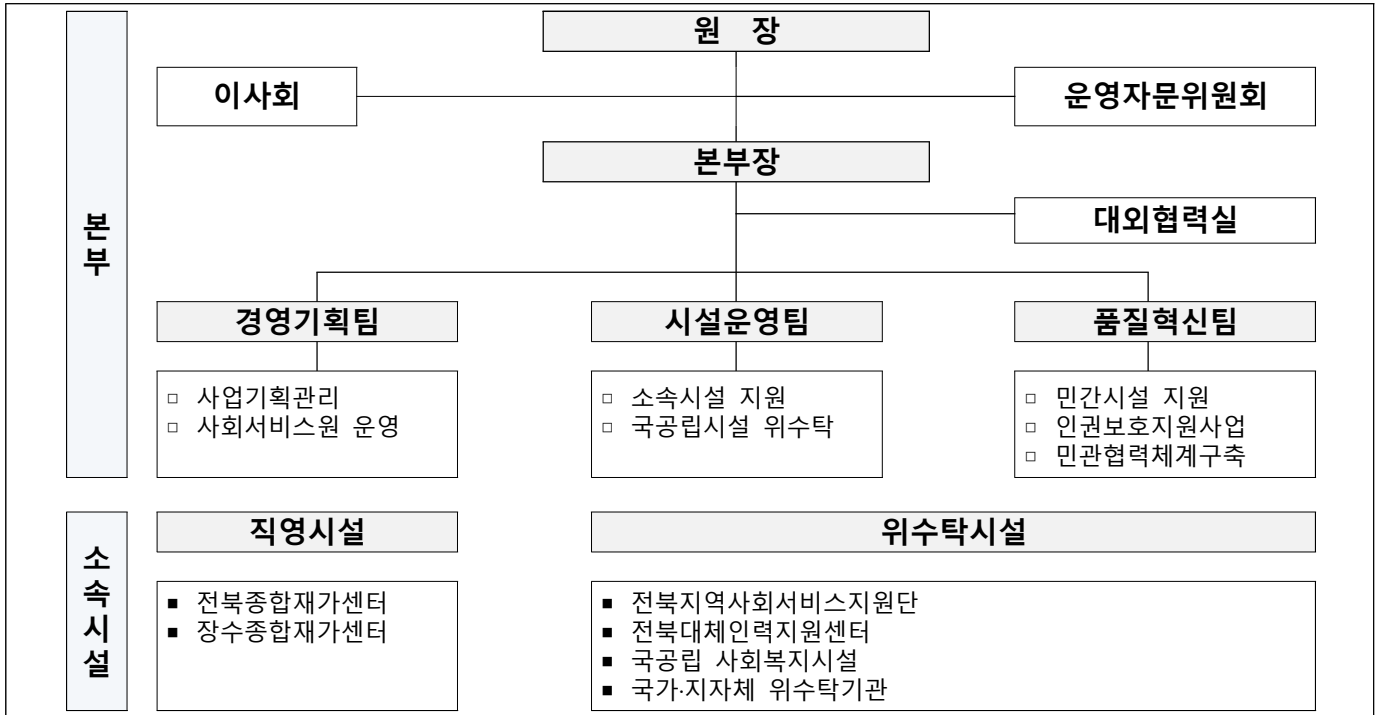 원 장
이사회
운영자문위원회
본부장
본부
대외협력실
경영기획팀
시설운영팀
품질혁신팀
□ 사업기획관리
□ 사회서비스원 운영
□ 소속시설 지원
□ 국공립시설 위수탁
□ 민간시설 지원
□ 인권보호지원사업
□ 민관협력체계구축
소속시설
직영시설
위수탁시설
■ 전북종합재가센터
■ 장수종합재가센터
■ 전북지역사회서비스지원단
■ 전북대체인력지원센터
■ 국공립 사회복지시설
■ 국가·지자체 위수탁기관